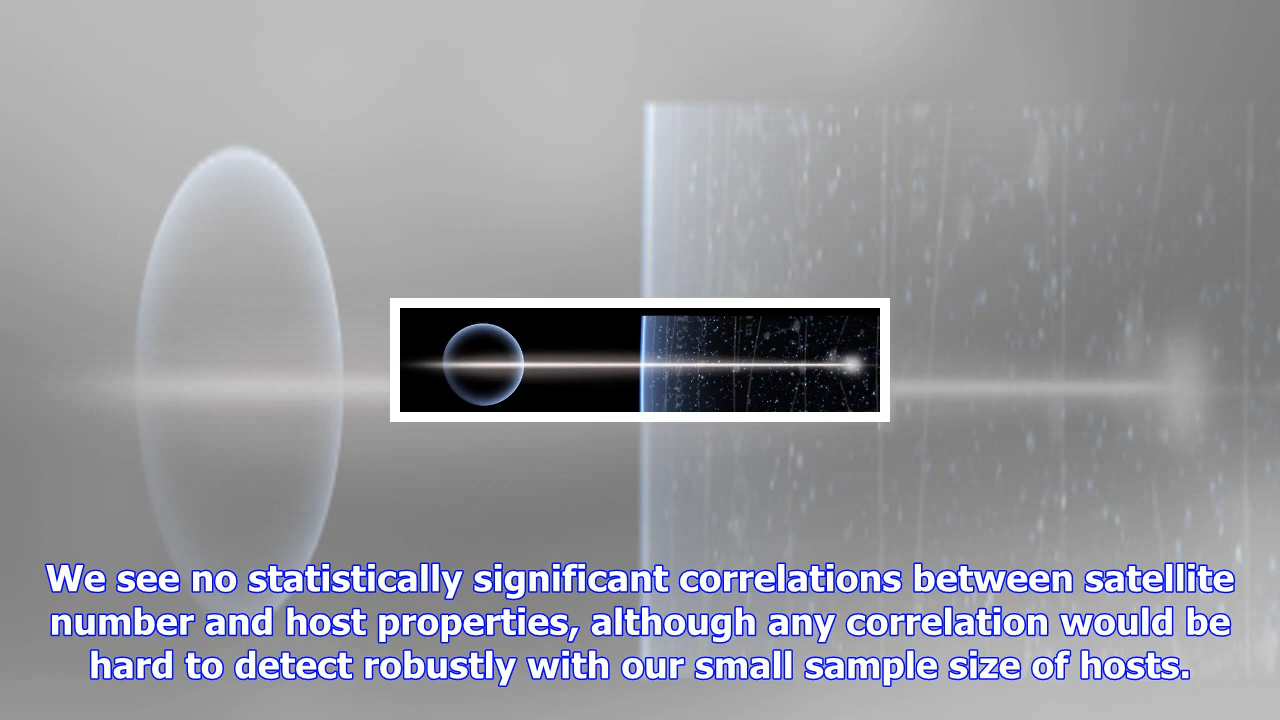 We see no statistically significant correlations between satellite
number and host properties, although any correlation would be
hard to detect robustly with our small sample size of hosts.